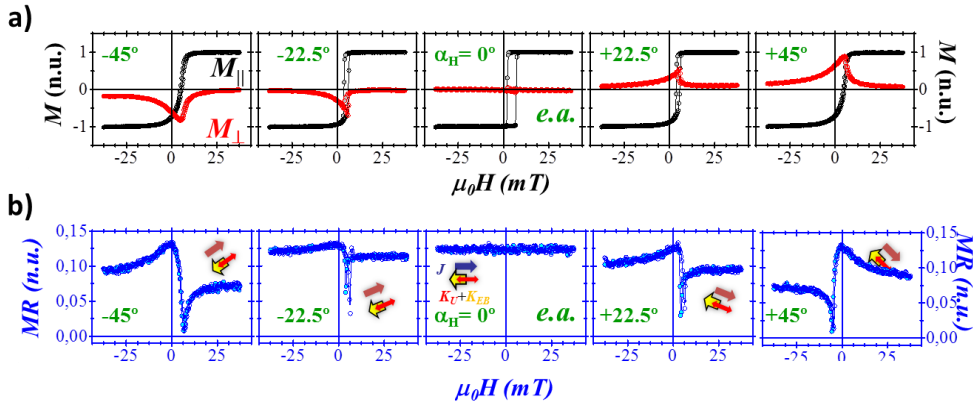 a)
M (n.u.)
1
0
-1
-45º
M||
M⊥
-22.5º
αH= 0º
e.a.
+22.5º
+45º
1
0
-1
M (n.u.)
-25 0 25
-25 0 25
-25 0 25
-25 0 25
-25 0 25
μ0H (mT)
b)
MR (n.u.)
0,15
0,10
0,05
0,00
-45º
-22.5º
J
KU+KEB
αH= 0º
e.a.
+22.5º
+45º
0,15
0,10
0,05
0,00
MR (n.u.)
-25 0 25
-25 0 25
-25 0 25
-25 0 25
-25 0 25
μ0H (mT)